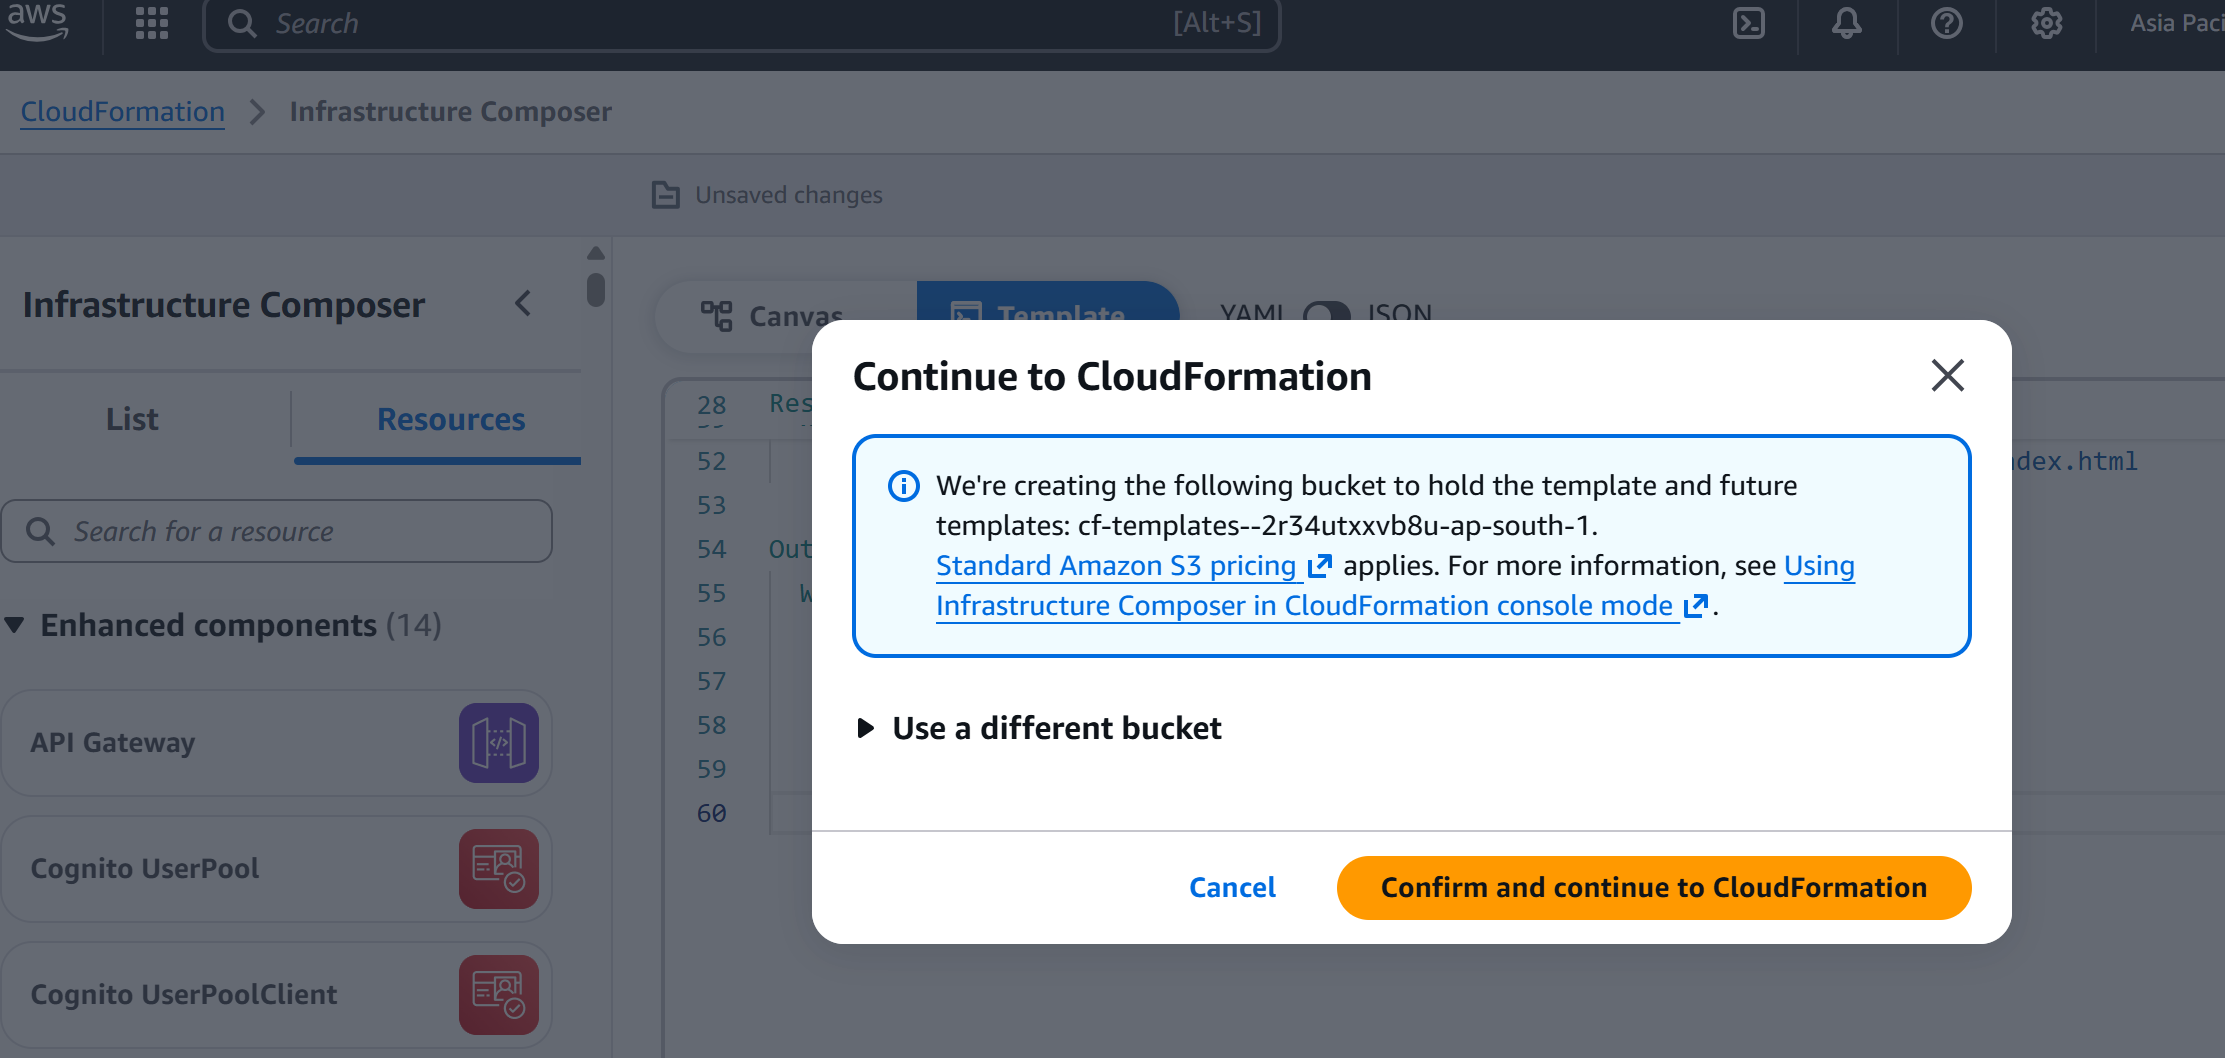 aws
Search
[Alt+S]
CloudFormation
Infrastructure Composer
Unsaved changes
Infrastructure Composer
List
Resources
Search for a resource
Enhanced components (14)
API Gateway
Cognito UserPool
Cognito UserPoolClient
Canvas
Template
YAML
JSON
28
52
53
54
55
56
57
58
59
60
Continue to CloudFormation
We're creating the following bucket to hold the template and future
templates: cf-templates--2r34utxxvb8u-ap-south-1.
Standard Amazon S3 pricing applies. For more information, see Using
Infrastructure Composer in CloudFormation console mode .
Use a different bucket
Cancel
Confirm and continue to CloudFormation